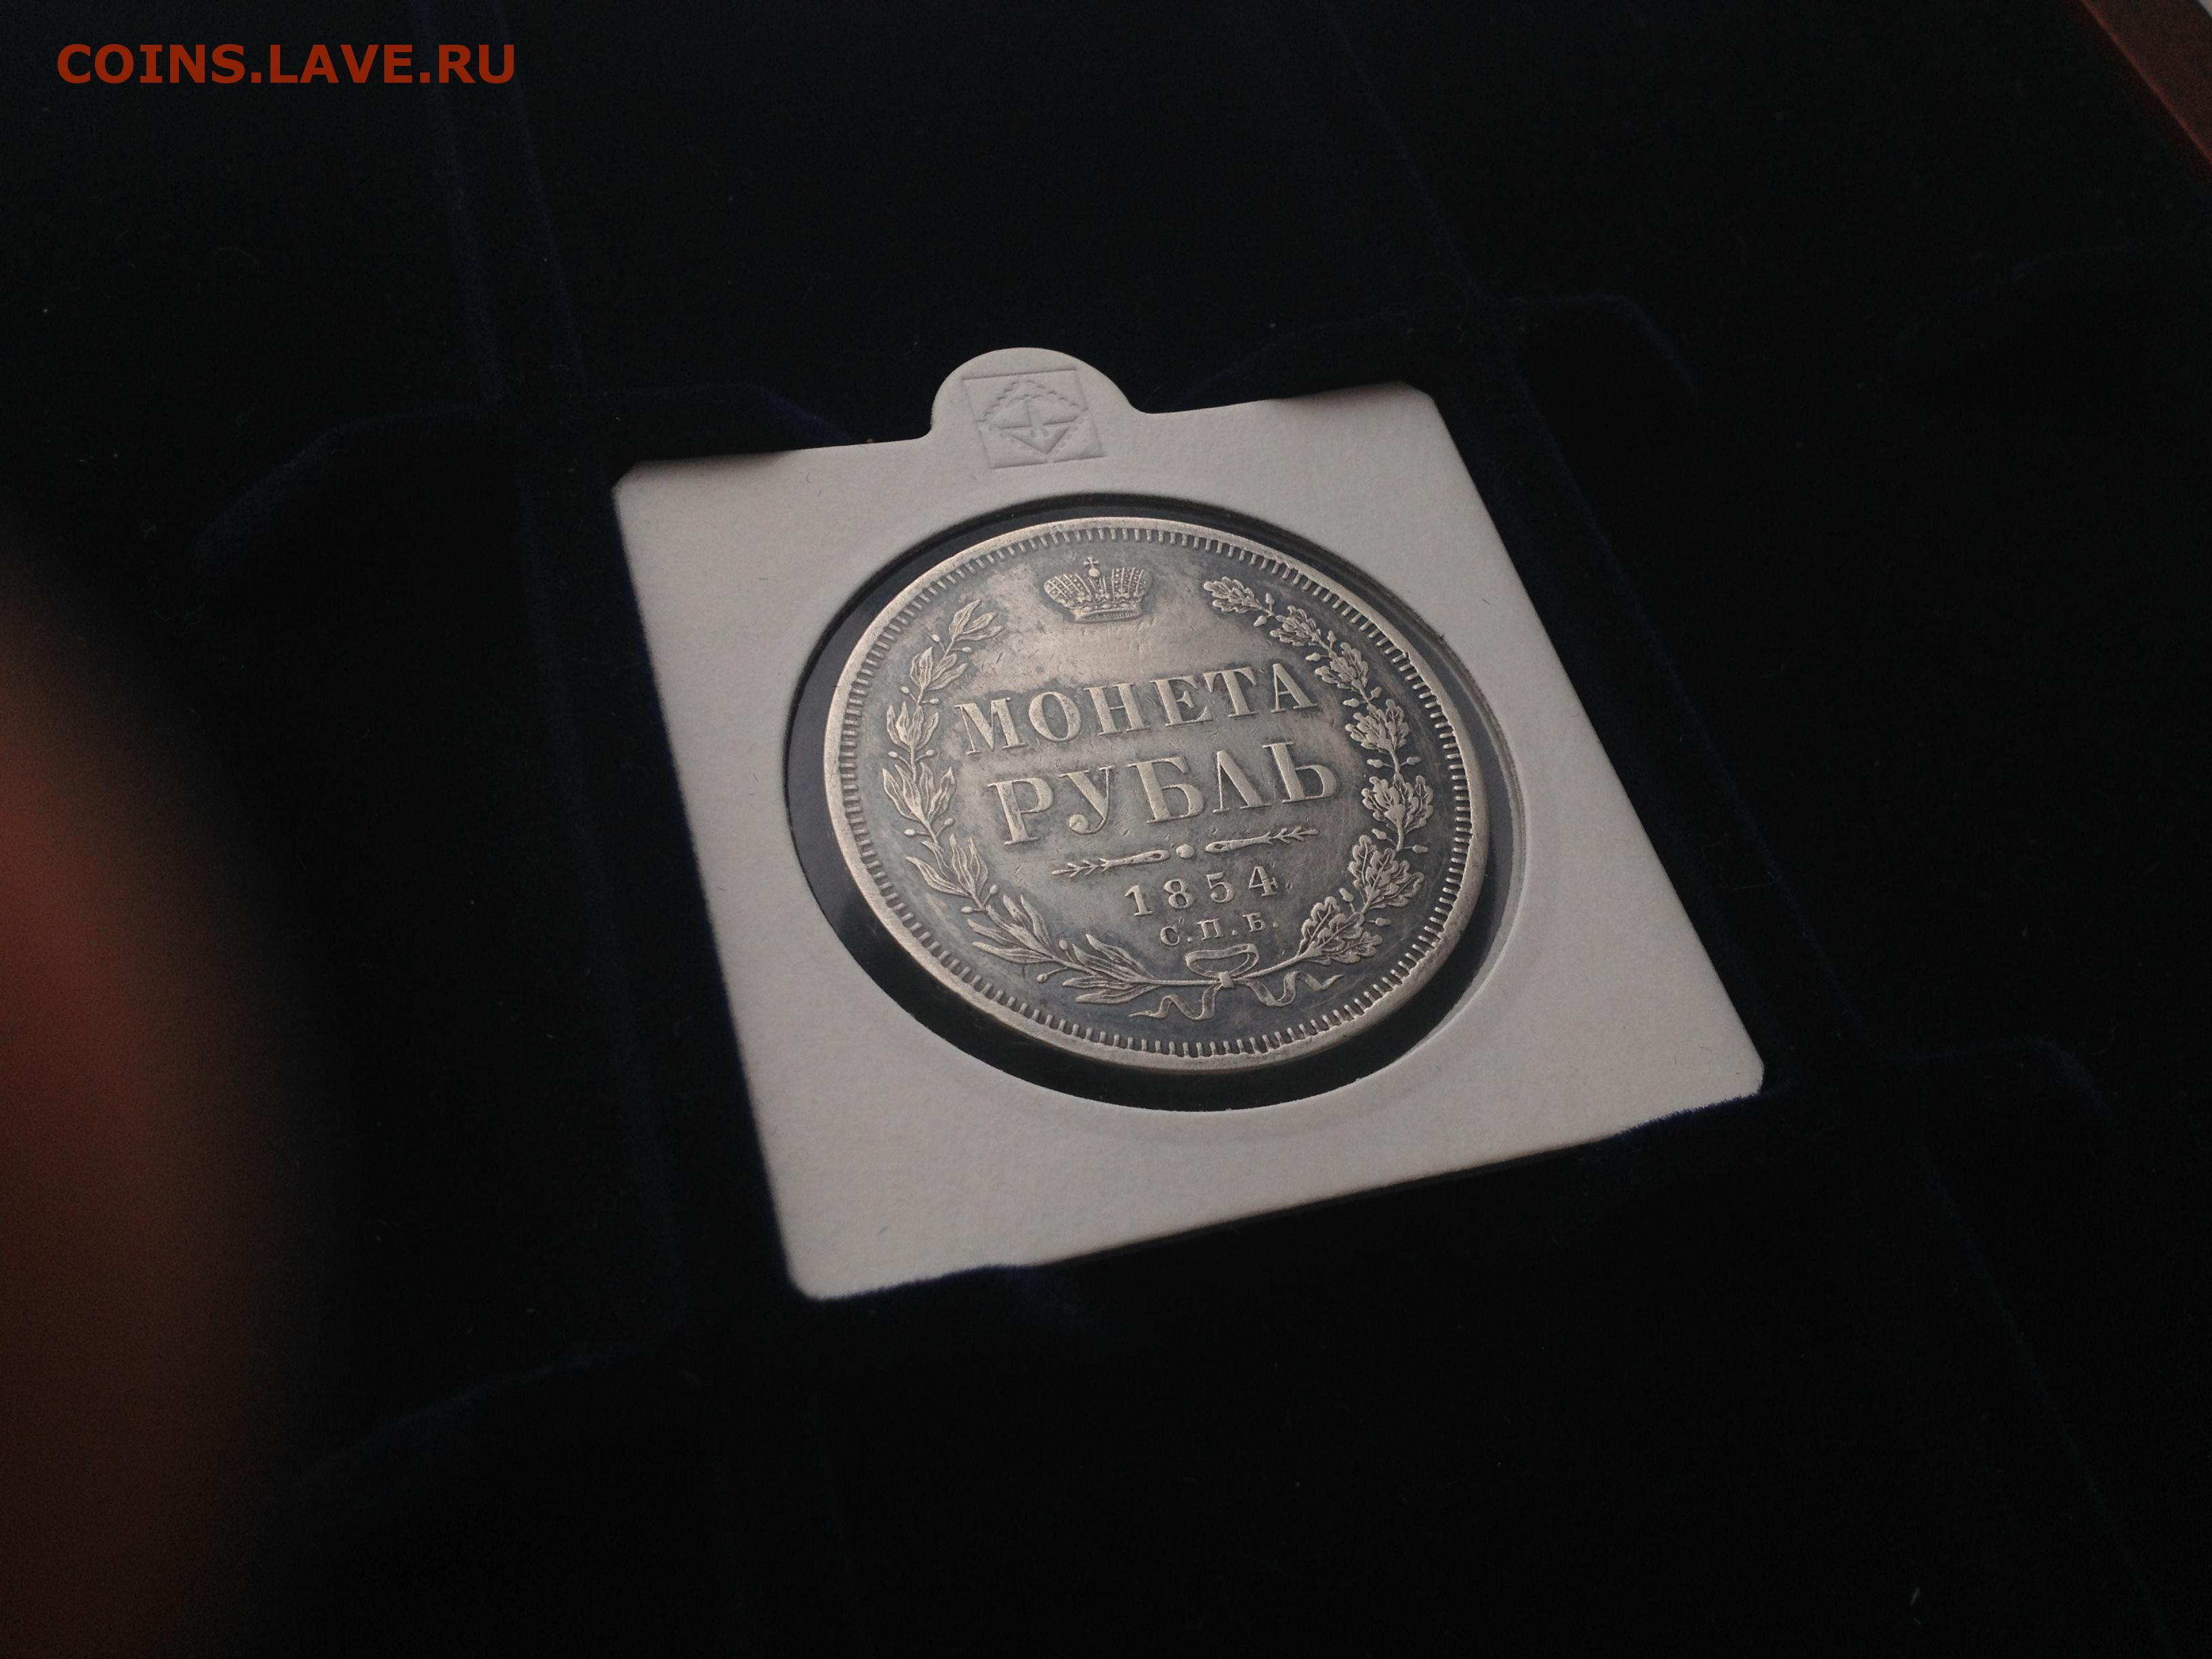 COINS.LAVE.RU
МОНЕТА
РУБЛЬ
1854
С.П.Б.